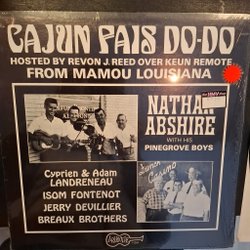 CAJUN FAIS DO-DO
HOSTED BY REVON J. REED OVER KEUN REMOTE
FROM MAMOU LOUISIANA
NATHAN
ABSHIRE
WITH HIS
PINEGROVE BOYS
Cyprien & Adam
LANDRENEAU
ISOM FONTENOT
JERRY DEVILLIER
BREAUX BROTHERS